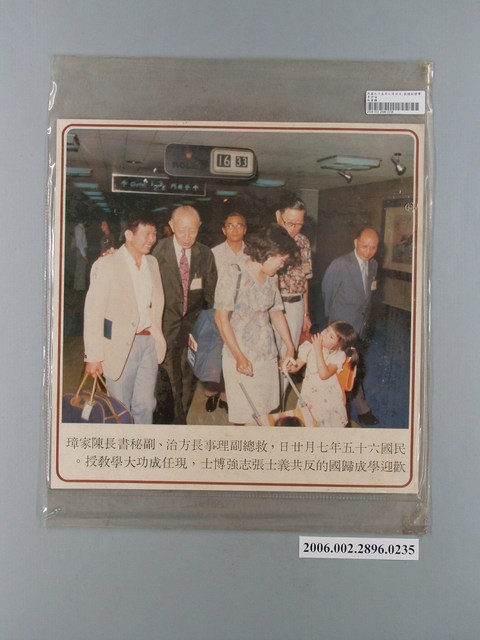 16 33
民國六十五年七月廿日，救總副理事長方治、副秘書長陳家璋
歡迎學成歸國的反共義士張志強博士，現任成功大學教授。
2006.002.2896.0235